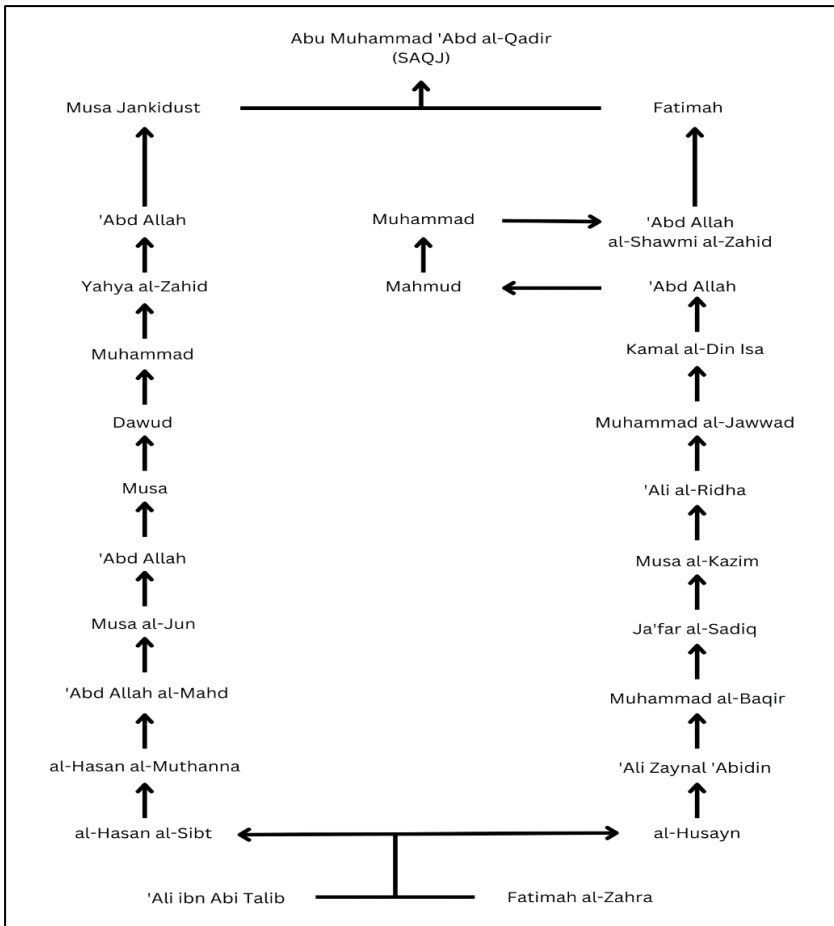 Abu Muhammad 'Abd al-Qadir
(SAQJ)
Musa Jankidust
Fatimah
'Abd Allah
Muhammad
'Abd Allah
al-Shawmi al-Zahid
Yahya al-Zahid
Mahmud
'Abd Allah
Muhammad
Kamal al-Din Isa
Dawud
Muhammad al-Jawwad
Musa
'Ali al-Ridha
'Abd Allah
Musa al-Kazim
Musa al-Jun
Ja'far al-Sadiq
'Abd Allah al-Mahd
Muhammad al-Baqir
al-Hasan al-Muthanna
'Ali Zaynal 'Abidin
al-Hasan al-Sibt
al-Husayn
'Ali ibn Abi Talib
Fatimah al-Zahra